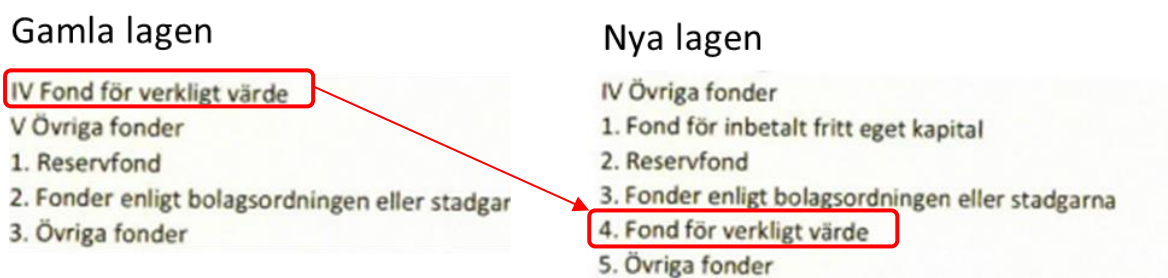 Gamla lagen
IV Fond för verkligt värde
V Övriga fonder
1. Reservfond
2. Fonder enligt bolagsordningen eller stadgar
3. Övriga fonder
Nya lagen
IV Övriga fonder
1. Fond för inbetalt fritt eget kapital
2. Reservfond
3. Fonder enligt bolagsordningen eller stadgarna
4. Fond för verkligt värde
5. Övriga fonder